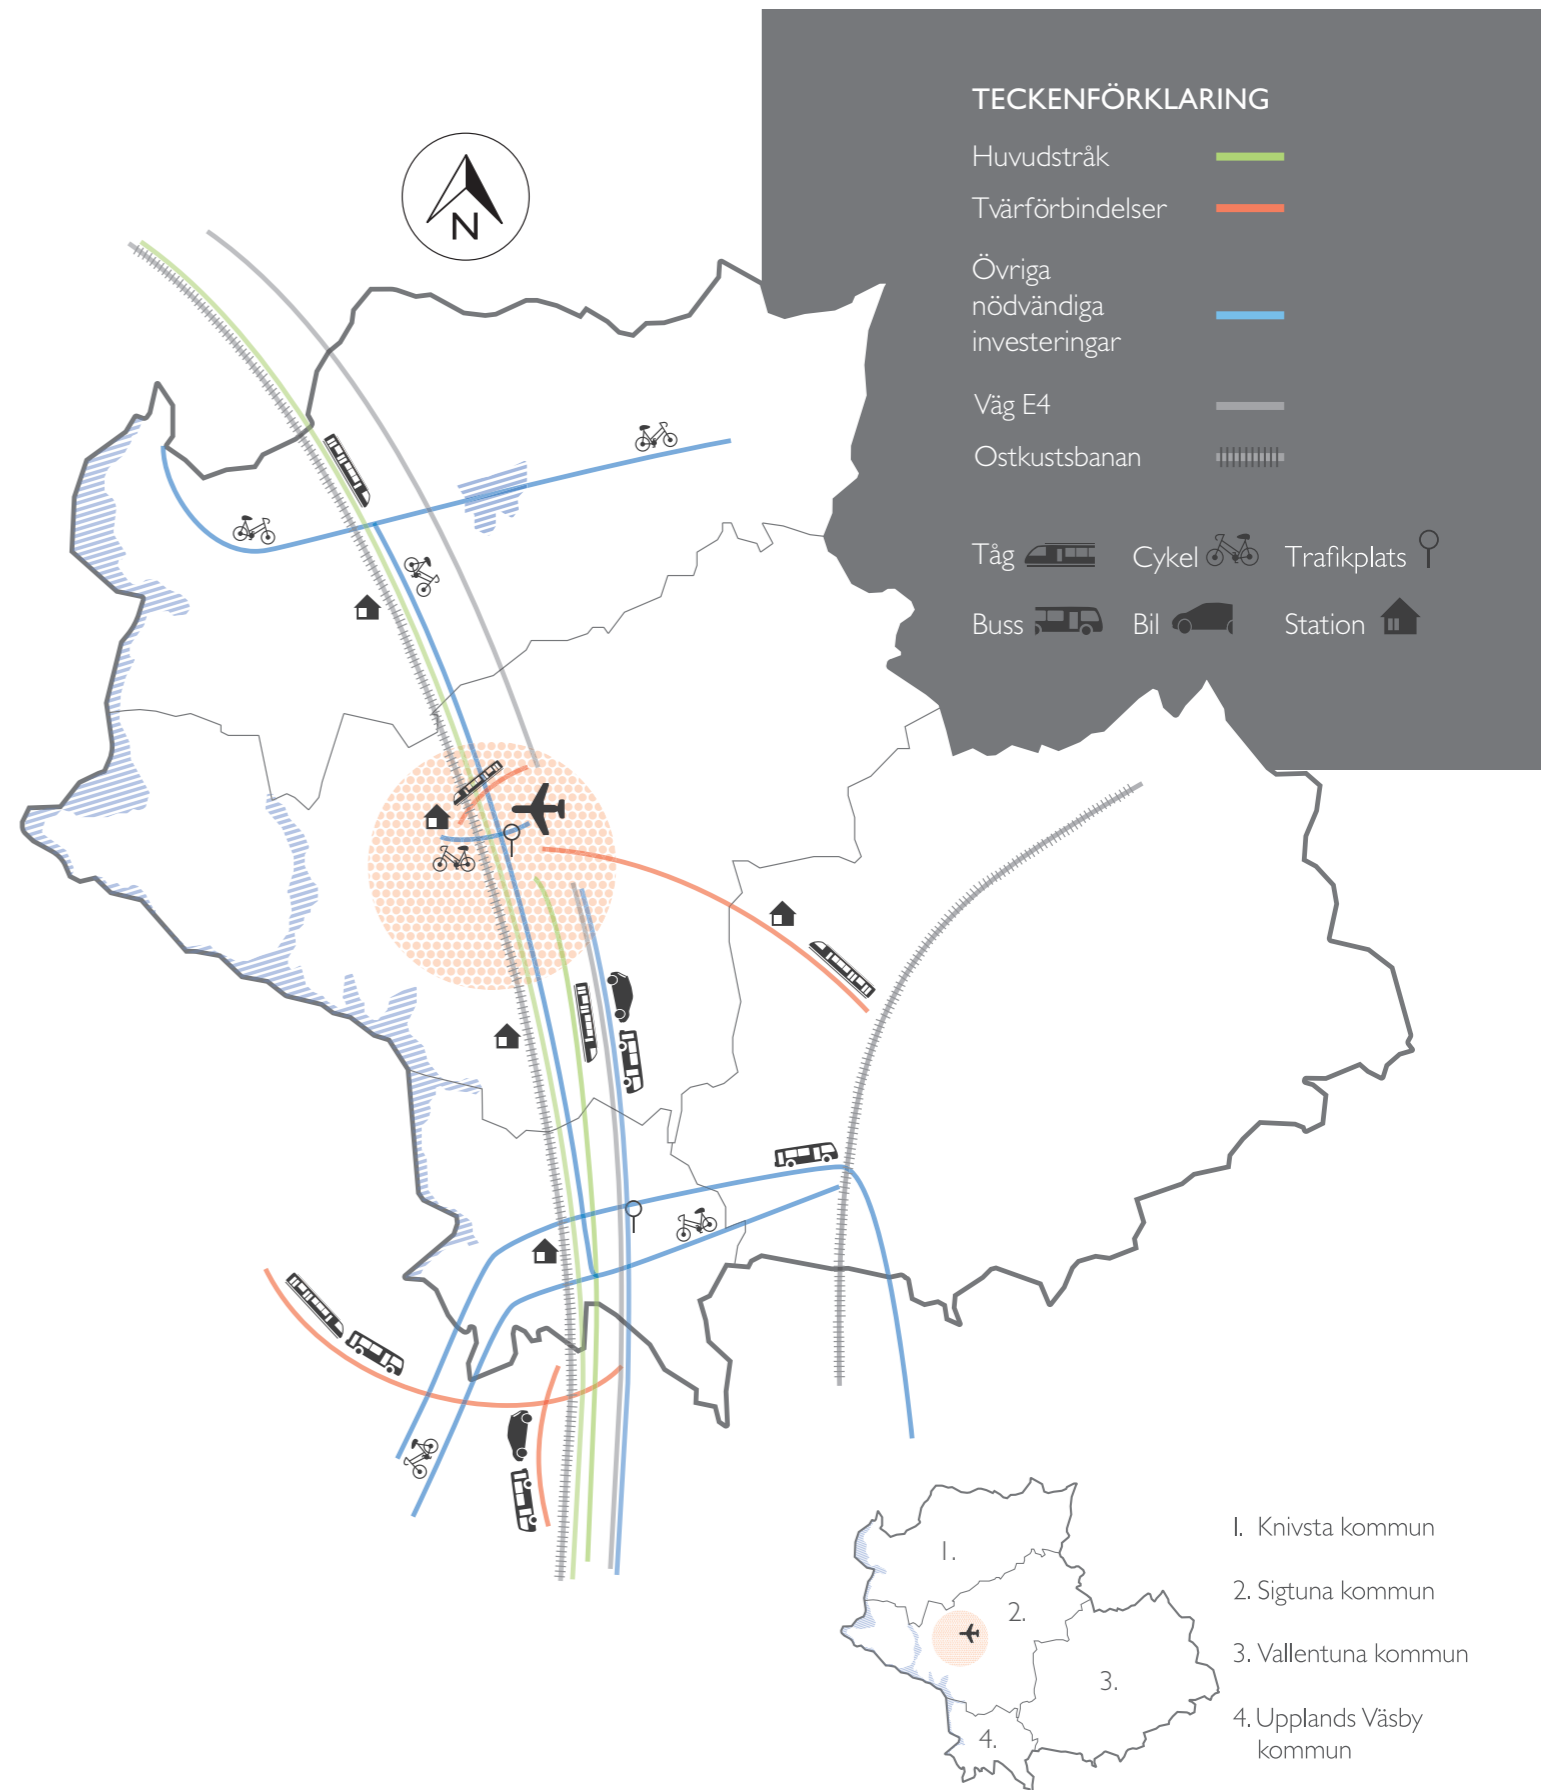 N
TECKENFÖRKLARING
Huvudstråk
Tvärförbindelser
Övriga
nödvändiga
investeringar
Väg E4
Ostkustsbanan
Tåg Cykel Trafikplats
Buss Bil Station
1.
2.
3.
4.
1. Knivsta kommun
2. Sigtuna kommun
3. Vallentuna kommun
4. Upplands Väsby
kommun